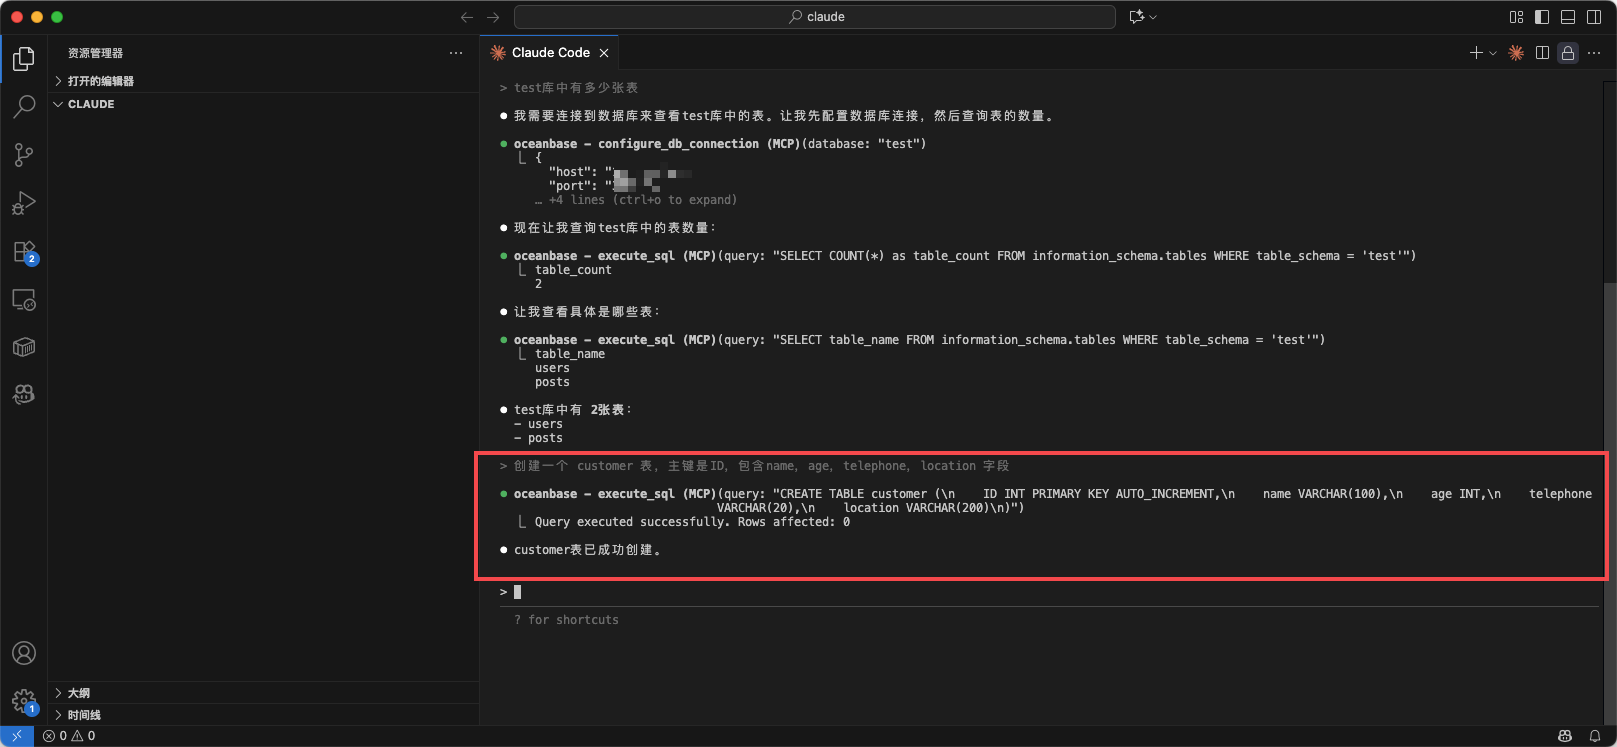 claude
资源管理器
打开的编辑器
CLAUDE
Claude Code
> test库中有多少张表
● 我需要连接到数据库来查看test库中的表。让我先配置数据库连接，然后查询表的数量。
● oceanbase - configure_db_connection (MCP)(database: "test")
{
"host": "
"port": "
… +4 lines (ctrl+o to expand)
● 现在让我查询test库中的表数量：
● oceanbase - execute_sql (MCP)(query: "SELECT COUNT(*) as table_count FROM information_schema.tables WHERE table_schema = 'test'")
table_count
2
● 让我查看具体是哪些表：
● oceanbase - execute_sql (MCP)(query: "SELECT table_name FROM information_schema.tables WHERE table_schema = 'test'")
table_name
users
posts
● test库中有 2张表：
- users
- posts
> 创建一个 customer 表，主键是ID，包含name，age，telephone，location 字段
● oceanbase - execute_sql (MCP)(query: "CREATE TABLE customer (\n    ID INT PRIMARY KEY AUTO_INCREMENT,\n    name VARCHAR(100),\n    age INT,\n    telephone
VARCHAR(20),\n    location VARCHAR(200)\n)")
Query executed successfully. Rows affected: 0
● customer表已成功创建。
>
? for shortcuts
2
1
大纲
时间线
0 0